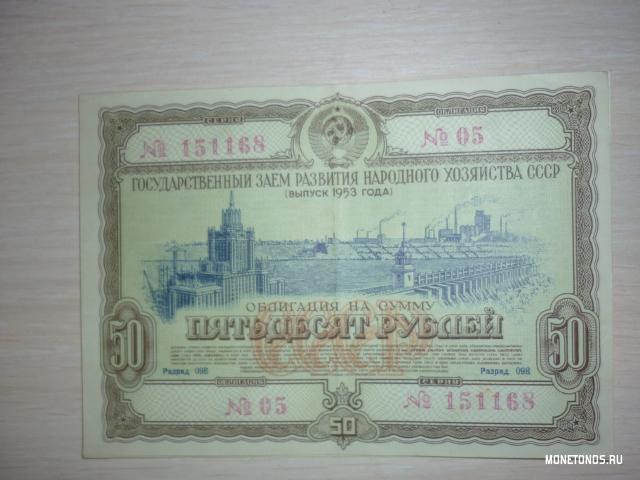 СЕРИЯ ОБЛИГАЦИЯ
№ 151168 № 05
ГОСУДАРСТВЕННЫЙ ЗАЕМ РАЗВИТИЯ НАРОДНОГО ХОЗЯЙСТВА СССР
(ВЫПУСК 1953 ГОДА)
ОБЛИГАЦИЯ НА СУММУ
ПЯТЬДЕСЯТ РУБЛЕЙ
СССР
50 50
Разряд 098 Разряд 098
ОБЛИГАЦИЯ СЕРИЯ
№ 05 № 151168
50
MONETONOS.RU